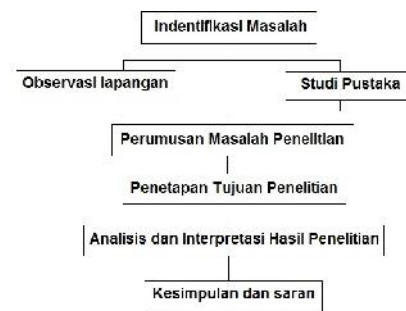 Indentifikasi Masalah
Observasi lapangan
Studi Pustaka
Perumusan Masalah Penelitian
Penetapan Tujuan Penelitian
Analisis dan Interpretasi Hasil Penelitian
Kesimpulan dan saran